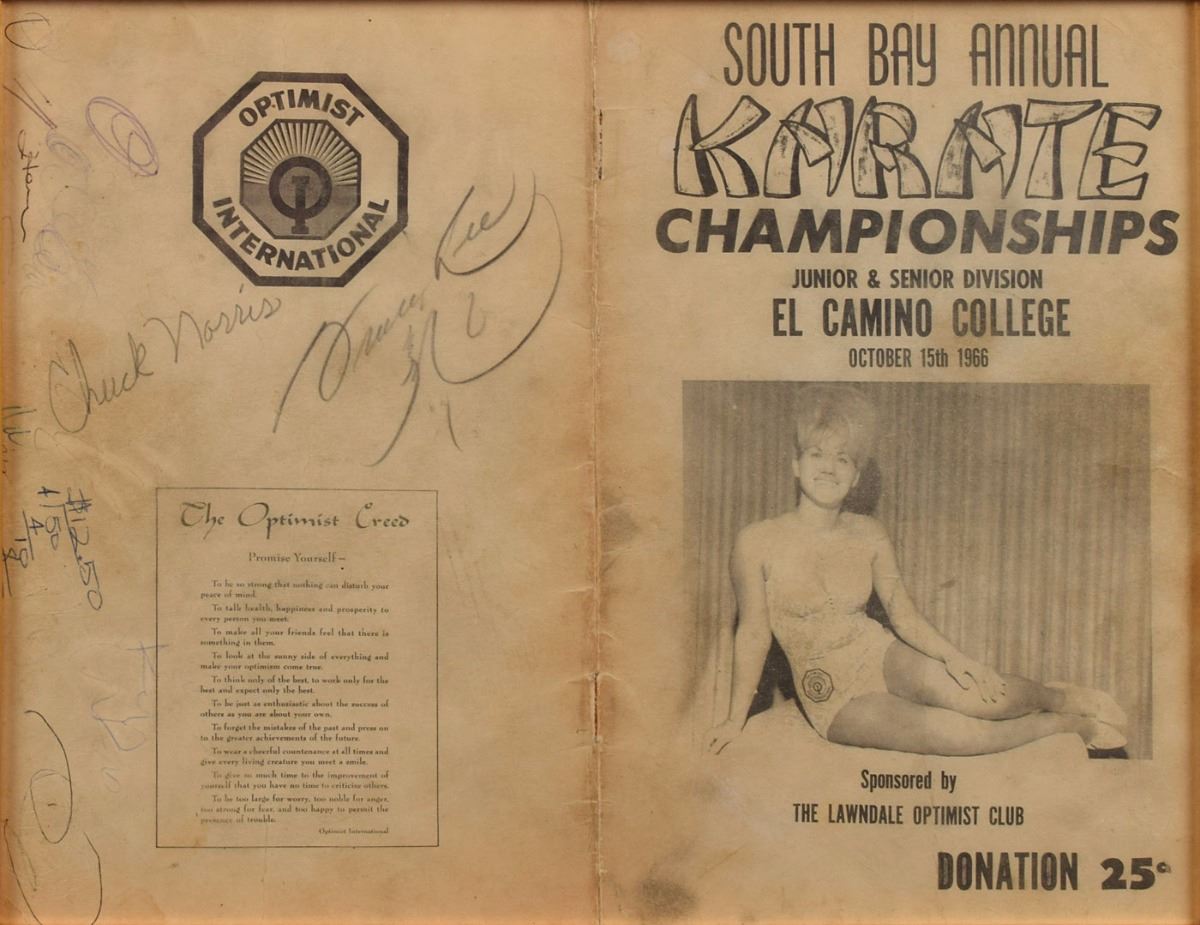 OPTIMIST
INTERNATIONAL
Chuck Norris
Bruce Lee
$12.50
4/50
4
18
The Optimist Creed
Promise Yourself—
To be so strong that nothing can disturb your
peace of mind.
To talk health, happiness and prosperity to
every person you meet.
To make all your friends feel that there is
something in them.
To look at the sunny side of everything and
make your optimism come true.
To think only of the best, to work only for the
best and expect only the best.
To be just as enthusiastic about the success of
others as you are about your own.
To forget the mistakes of the past and press on
to the greater achievements of the future.
To wear a cheerful countenance at all times and
give every living creature you meet a smile.
To give so much time to the improvement of
yourself that you have no time to criticize others.
To be too large for worry, too noble for anger,
too strong for fear, and too happy to permit the
presence of trouble.
Optimist International
SOUTH BAY ANNUAL
KARATE
CHAMPIONSHIPS
JUNIOR & SENIOR DIVISION
EL CAMINO COLLEGE
OCTOBER 15th 1966
Sponsored by
THE LAWNDALE OPTIMIST CLUB
DONATION 25c